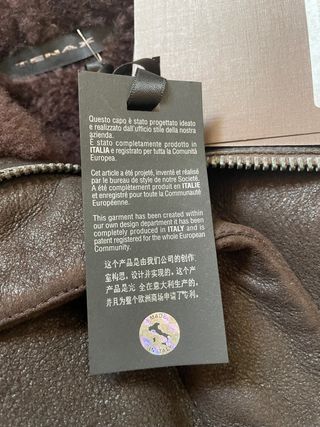 TENAX
Questo capo è stato progettato ideato
e realizzato dall'ufficio stile della nostra
azienda.
È stato completamente prodotto in
ITALIA e registrato per tutta la Comunità
Europea.
Cet article a été projeté, inventé et réalisé
par le bureau de style de notre Societé.
A été complétement produit en ITALIE
et enregistré pour toute la Comunauté
Européenne.
This garment has been created within
our own design department it has been
completely produced in ITALY and is
patent registered for the whole European
Community.
这个产品是由我们公司的创作
室构思，设计并实现的。这个产
产品是完 全在意大利生产的，
并且为整个欧洲商场申请了专利。
MADE
IN ITALY